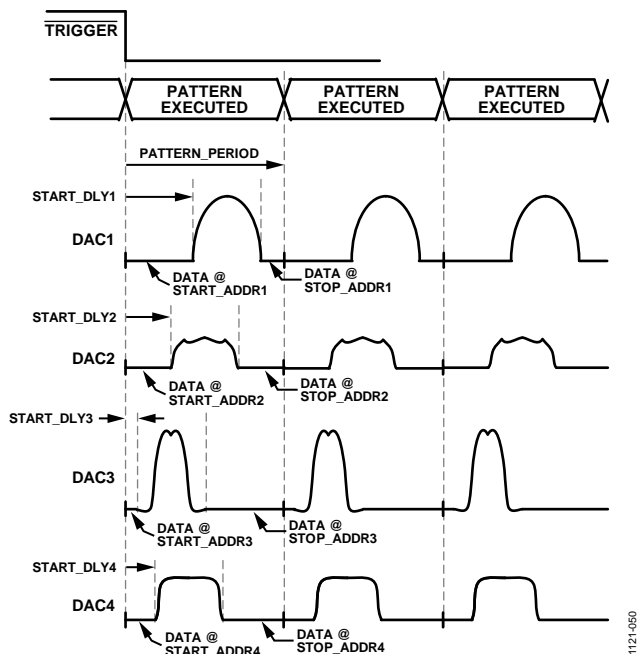 TRIGGER
PATTERN EXECUTED
PATTERN EXECUTED
PATTERN EXECUTED
PATTERN_PERIOD
START_DLY1
DAC1
DATA @
START_ADDR1
DATA @
STOP_ADDR1
START_DLY2
DAC2
DATA @
START_ADDR2
DATA @
STOP_ADDR2
START_DLY3
DAC3
DATA @
START_ADDR3
DATA @
STOP_ADDR3
START_DLY4
DAC4
DATA @
START_ADDR4
DATA @
STOP_ADDR4
1121-050